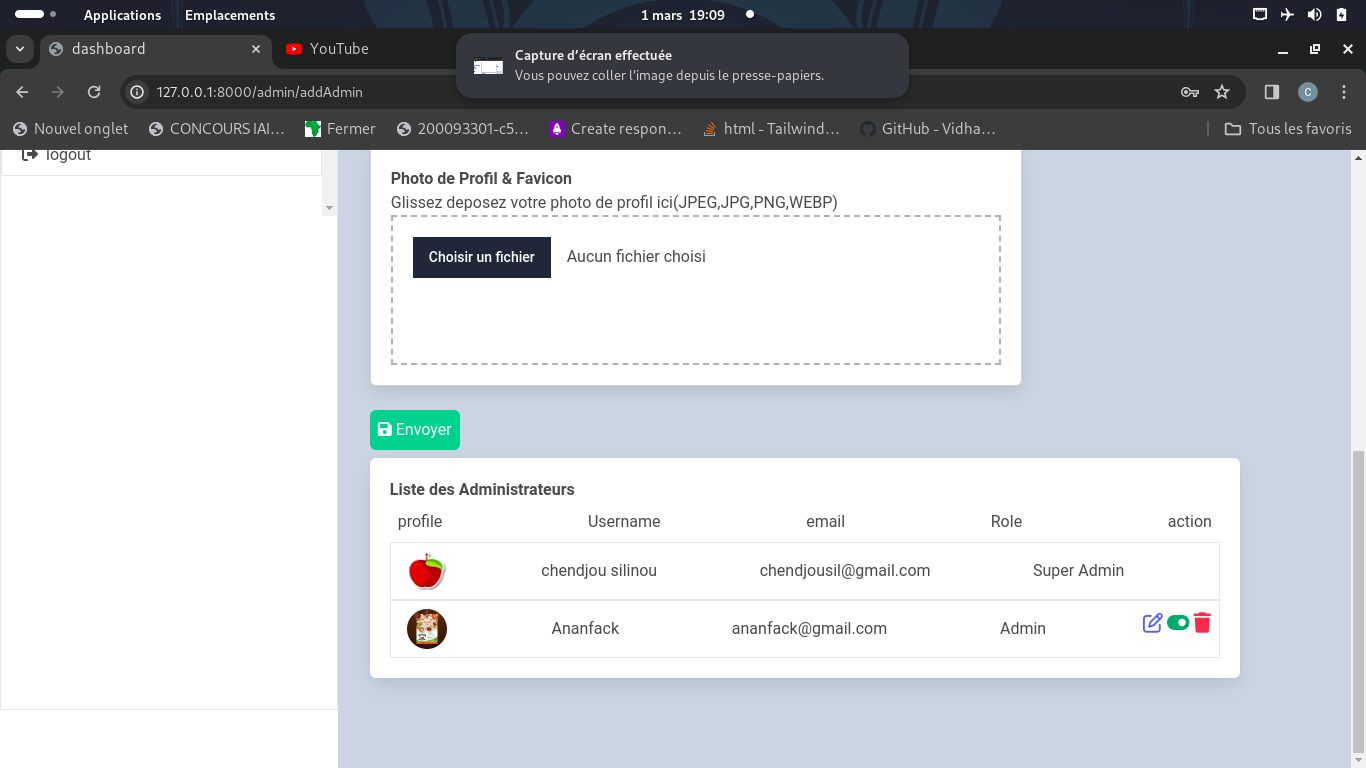 Applications Emplacements 1 mars 19:09
dashboard YouTube
Capture d'écran effectuée
Vous pouvez coller l'image depuis le presse-papiers.
127.0.0.1:8000/admin/addAdmin C
Nouvel onglet CONCOURS IAI… Fermer 200093301-c5… Create respon… html - Tailwind… GitHub - Vidha… Tous les favoris
logout
Photo de Profil & Favicon
Glissez deposez votre photo de profil ici(JPEG,JPG,PNG,WEBP)
Choisir un fichier Aucun fichier choisi
Envoyer
Liste des Administrateurs
profile Username email Role action
chendjou silinou chendjousil@gmail.com Super Admin
Ananfack ananfack@gmail.com Admin